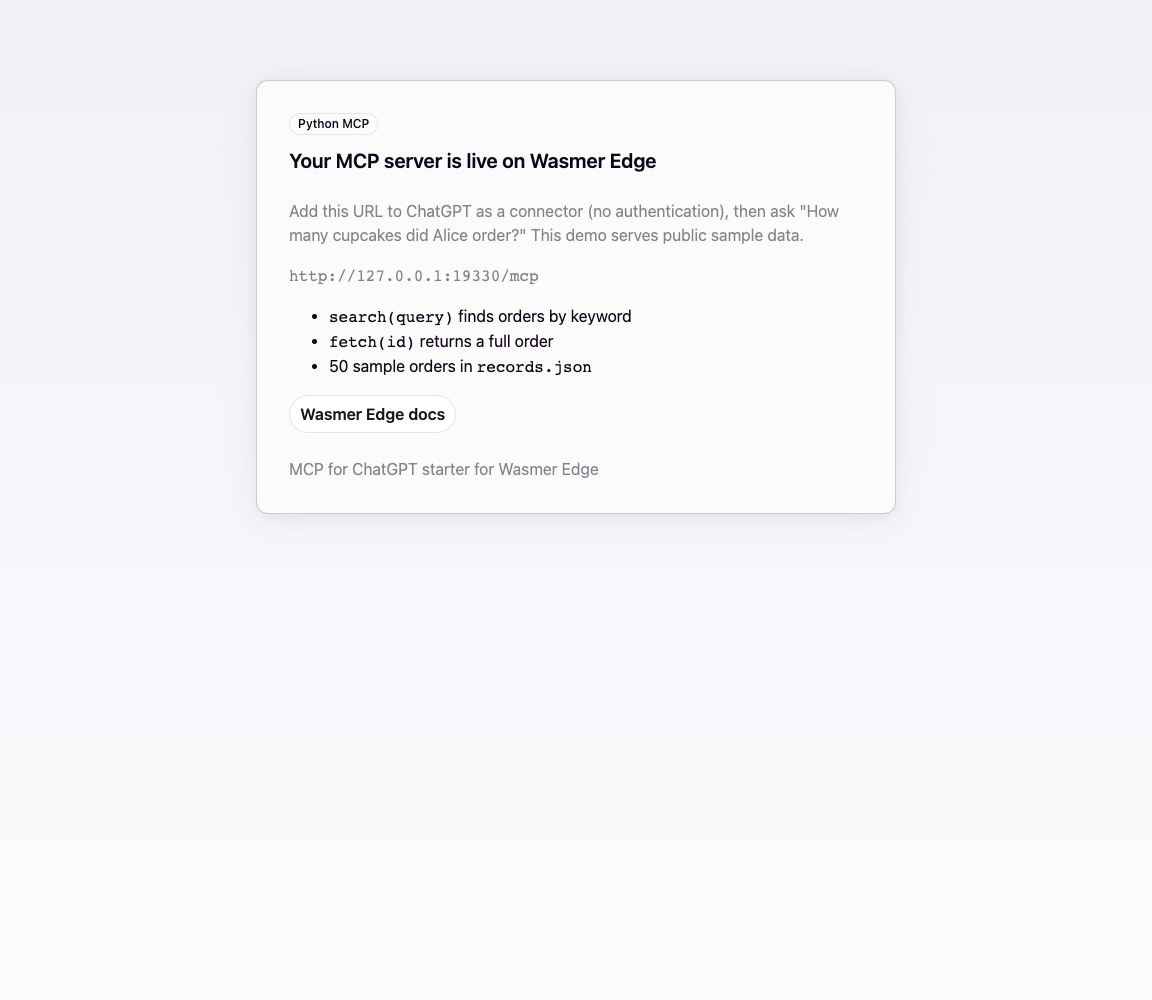 Python MCP
Your MCP server is live on Wasmer Edge
Add this URL to ChatGPT as a connector (no authentication), then ask "How
many cupcakes did Alice order?" This demo serves public sample data.
http://127.0.0.1:19330/mcp
• search(query) finds orders by keyword
• fetch(id) returns a full order
• 50 sample orders in records.json
Wasmer Edge docs
MCP for ChatGPT starter for Wasmer Edge